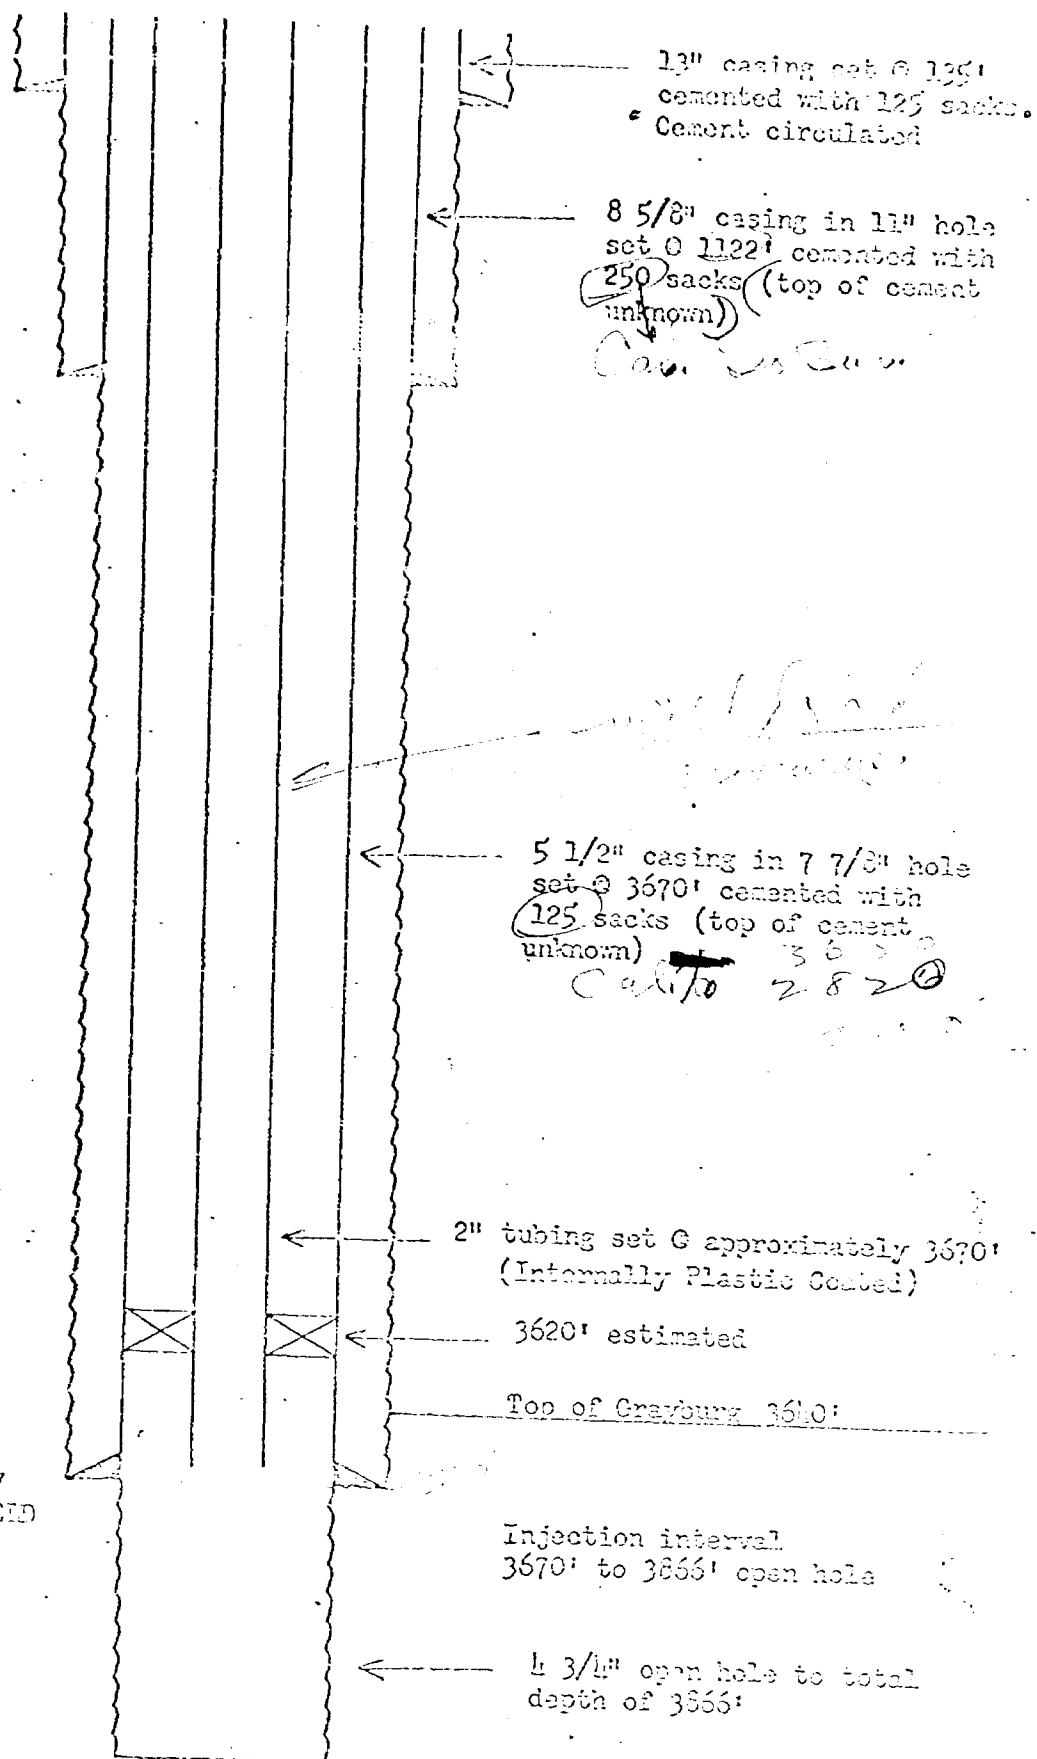 13" casing set @ 135'
cemented with 125 sacks.
Cement circulated
8 5/8" casing in 11" hole
set @ 1122' cemented with
250 sacks (top of cement
unknown)
5 1/2" casing in 7 7/8" hole
set @ 3670' cemented with
125 sacks (top of cement
unknown)
2820
2" tubing set @ approximately 3670'
(Internally Plastic Coated)
3620' estimated
Top of Grayburg 3640'
Injection interval
3670' to 3866' open hole
4 3/4" open hole to total
depth of 3866'